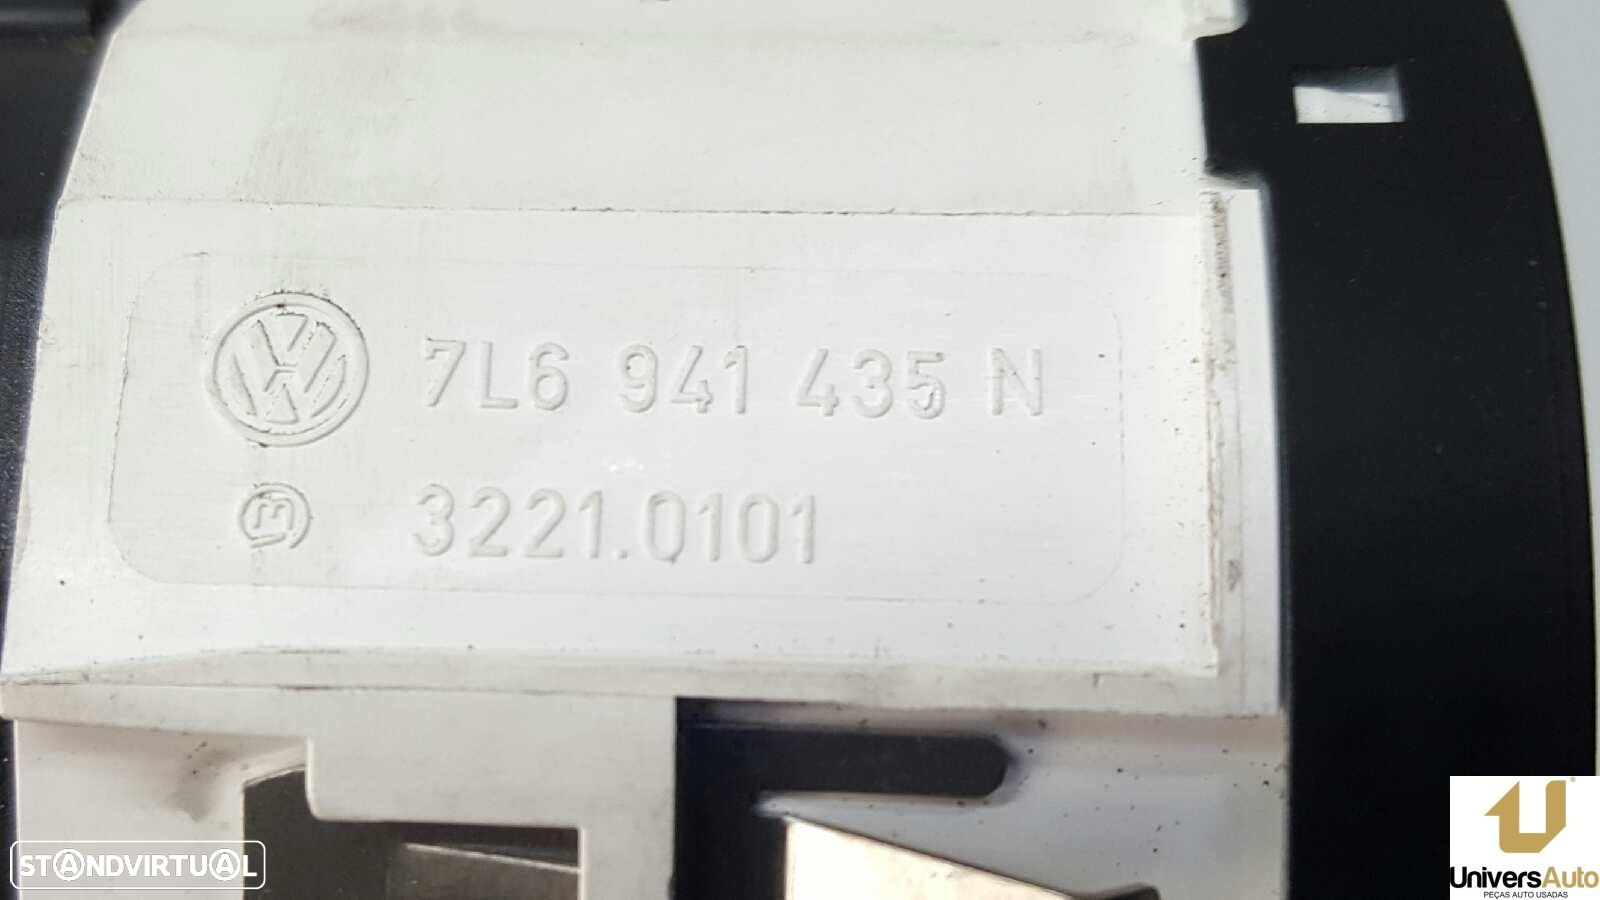 7L6 941 435 N
3221.0101
STANDVIRTUAL
UniversAuto
PEÇAS AUTO USADAS